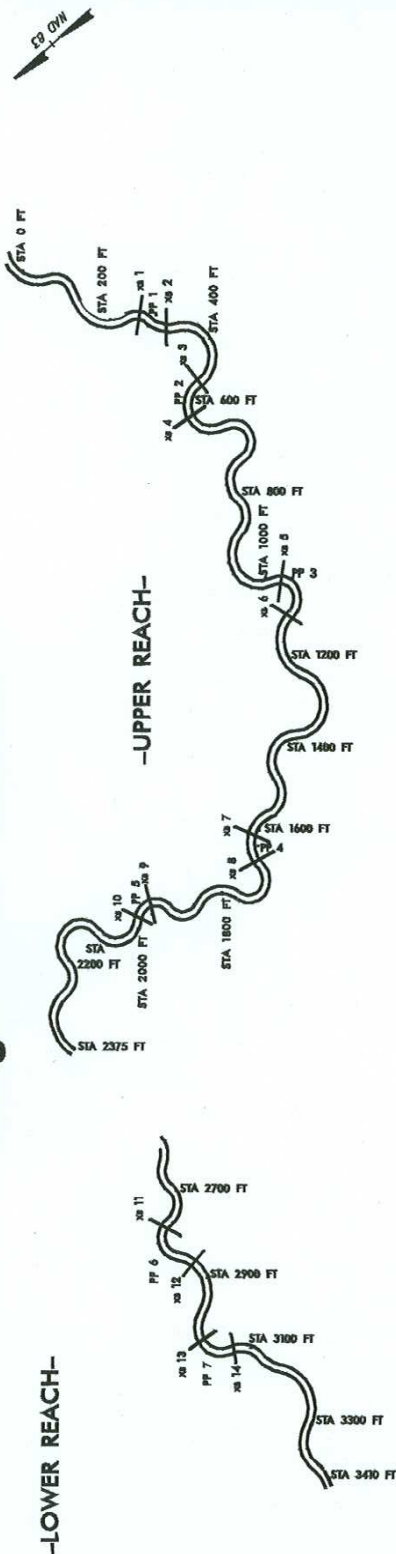 NAD 83
STA 0 FT
STA 200 FT
xs 1
PP 1
xs 2
STA 400 FT
xs 3
PP 2
xs 4
STA 600 FT
STA 800 FT
STA 1000 FT
xs 5
PP 3
xs 6
-UPPER REACH-
STA 1200 FT
STA 1400 FT
STA 1600 FT
xs 7
PP 4
xs 8
STA 1800 FT
xs 9
PP 5
xs 10
STA 2000 FT
STA
2200 FT
STA 2375 FT
STA 2700 FT
xs 11
PP 6
xs 12
STA 2900 FT
xs 13
PP 7
xs 14
STA 3100 FT
-LOWER REACH-
STA 3300 FT
STA 3410 FT